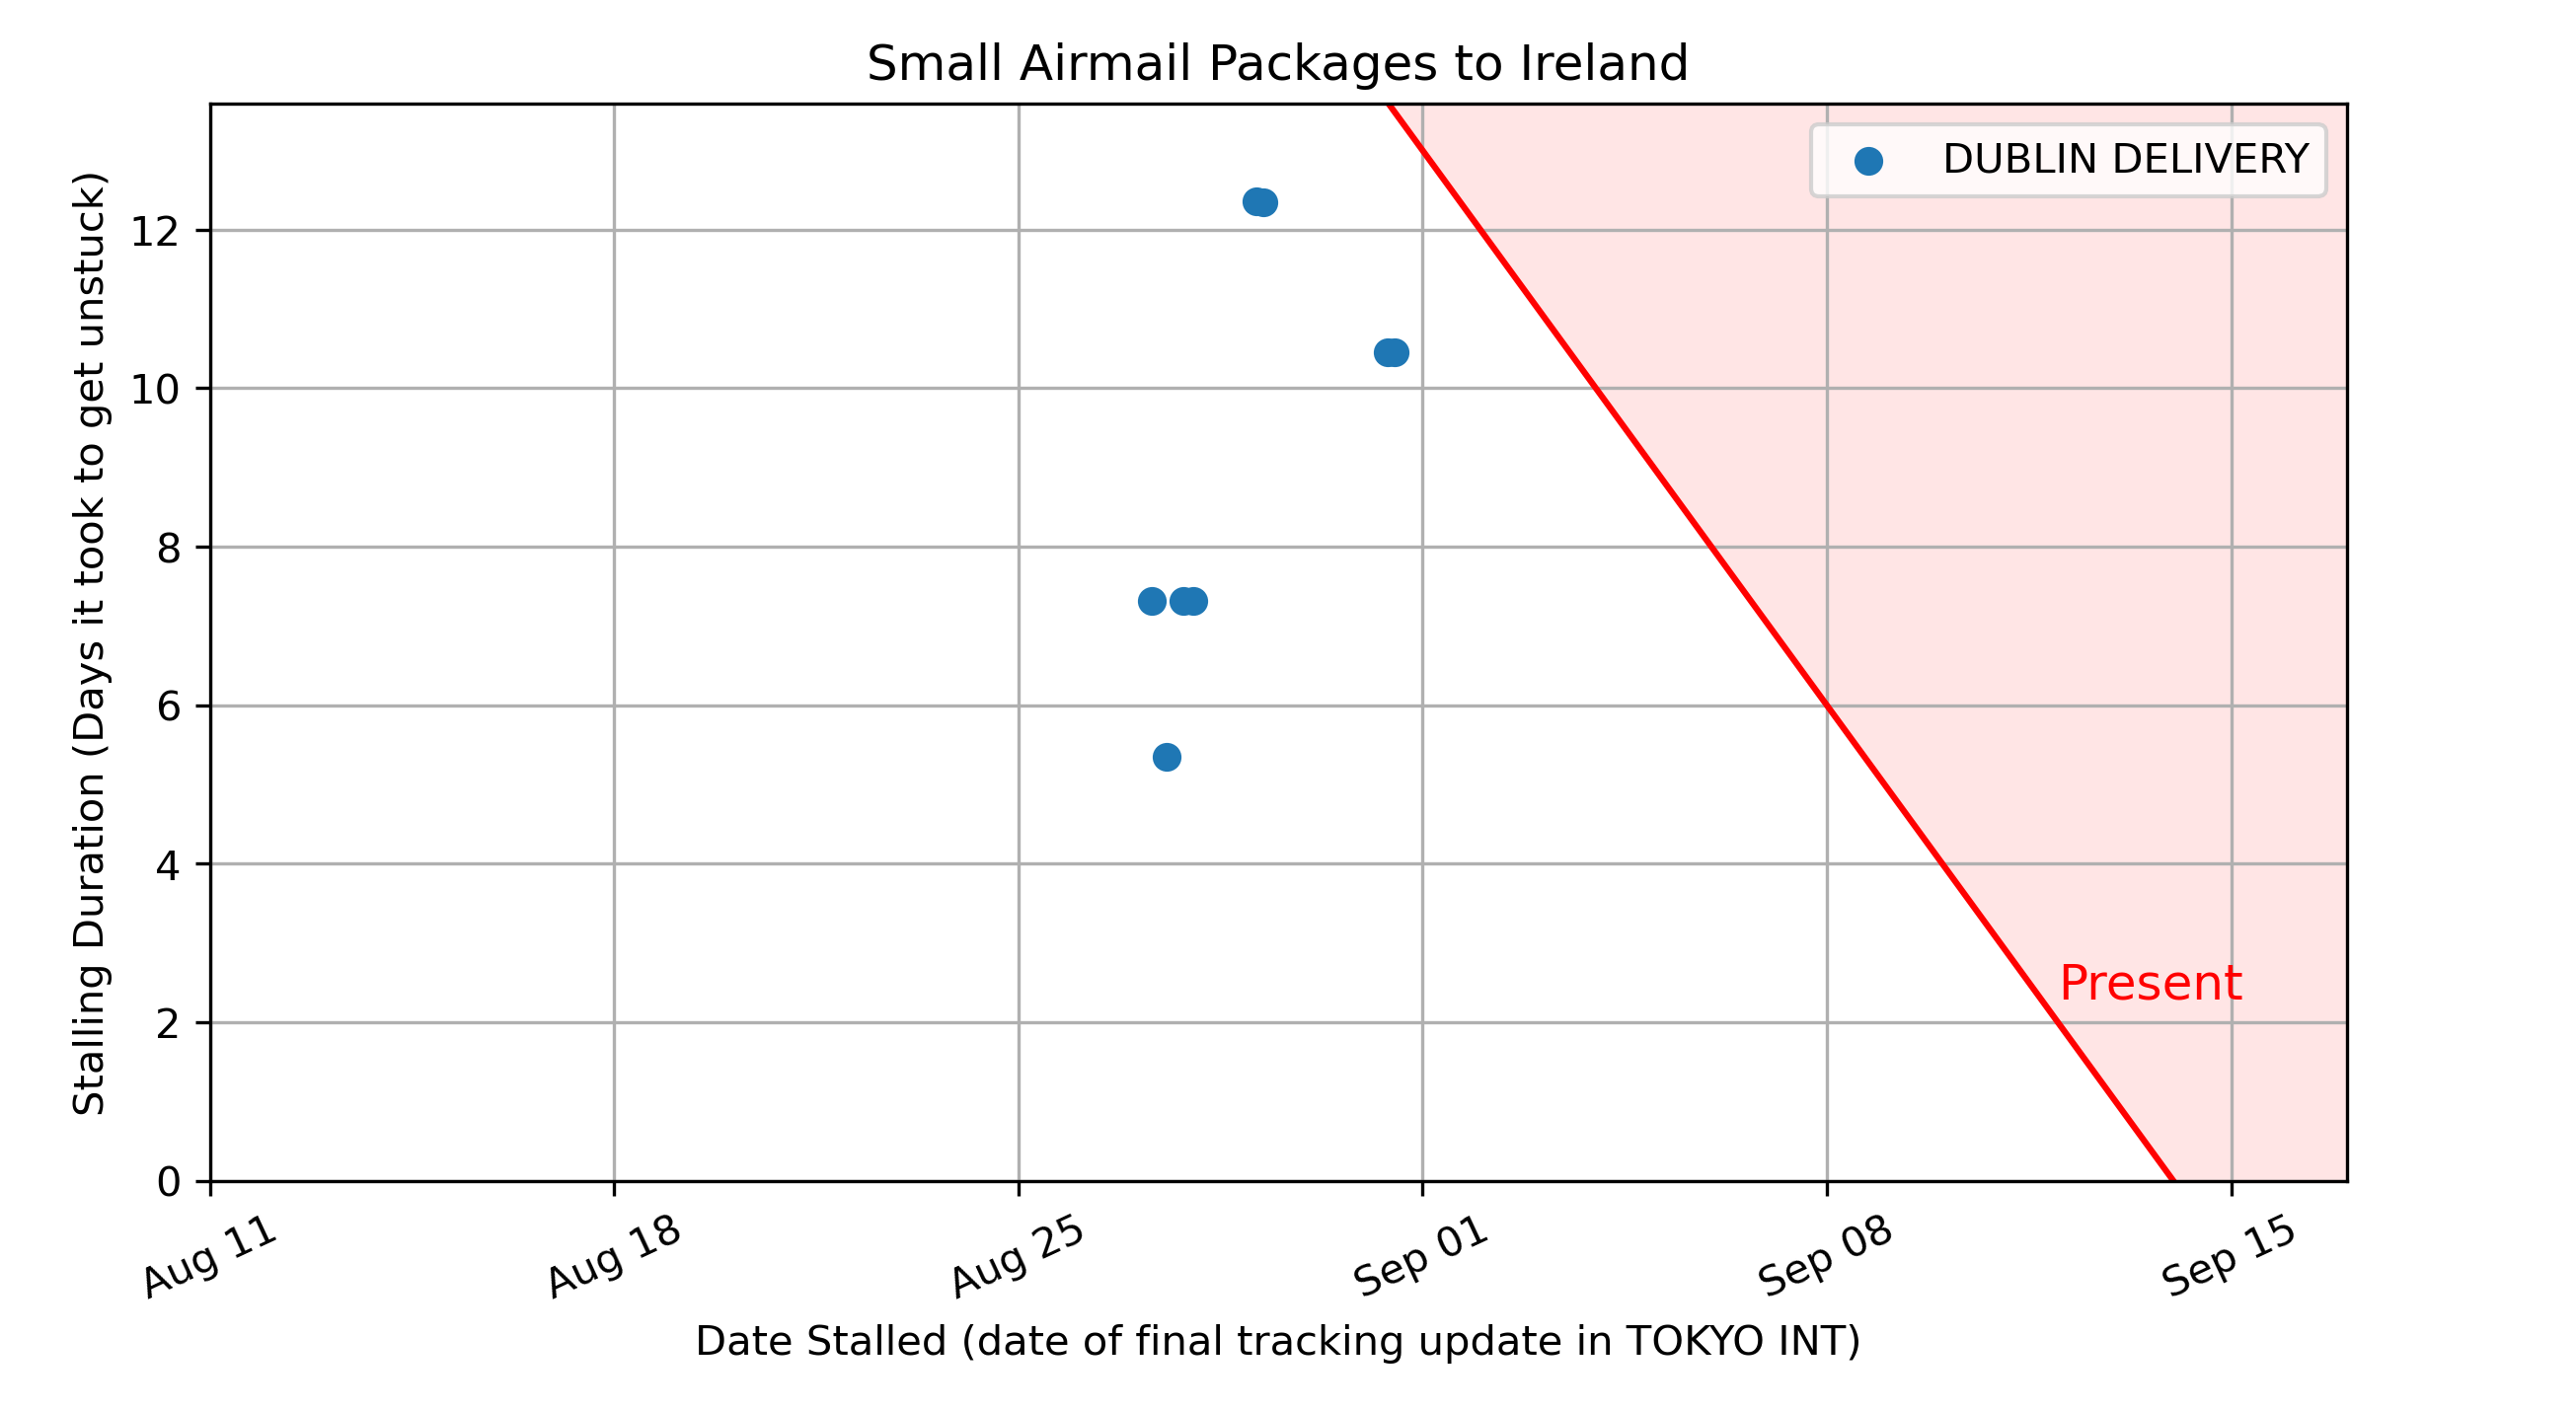 Small Airmail Packages to Ireland
DUBLIN DELIVERY
Stalling Duration (Days it took to get unstuck)
12
10
8
6
4
2
0
Present
Aug 11
Aug 18
Aug 25
Sep 01
Sep 08
Sep 15
Date Stalled (date of final tracking update in TOKYO INT)